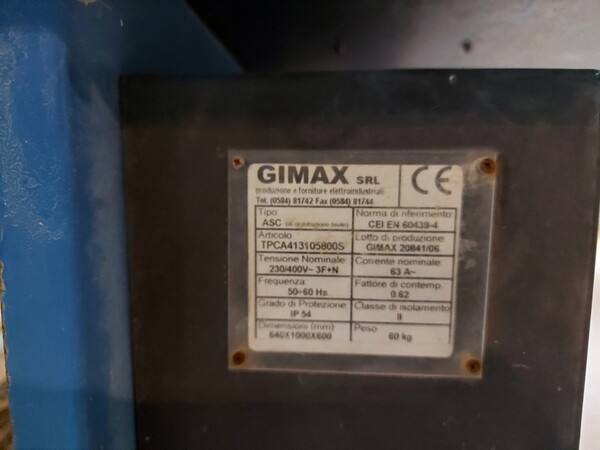 GIMAX SRL
produzione e forniture elettroindustriali
Tel. (0584) 81742 Fax (0584) 81744
CE
Tipo
ASC (di distribuzione finale)
Norma di riferimento
CEI EN 60439-4
Articolo
TPCA413105800S
Lotto di produzione
GIMAX 20841/06
Tensione Nominale
230/400V~ 3F+N
Corrente nominale
63 A~
Frequenza
50÷60 Hz
Fattore di contemp.
0.62
Grado di Protezione
IP 54
Classe di isolamento
II
Dimensioni (mm)
640X1000X600
Peso
60 kg